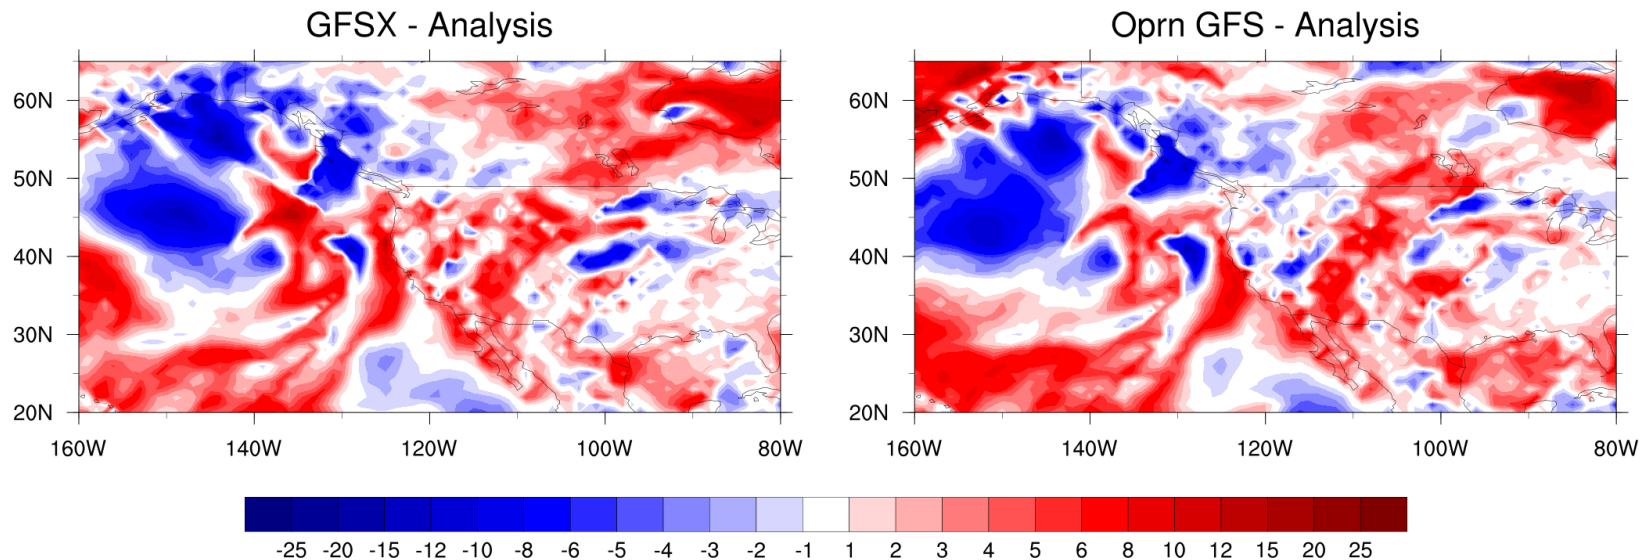 GFSX - Analysis
Oprn GFS - Analysis
60N
50N
40N
30N
20N
160W 140W 120W 100W 80W
60N
50N
40N
30N
20N
160W 140W 120W 100W 80W
-25 -20 -15 -12 -10 -8 -6 -5 -4 -3 -2 -1 1 2 3 4 5 6 8 10 12 15 20 25